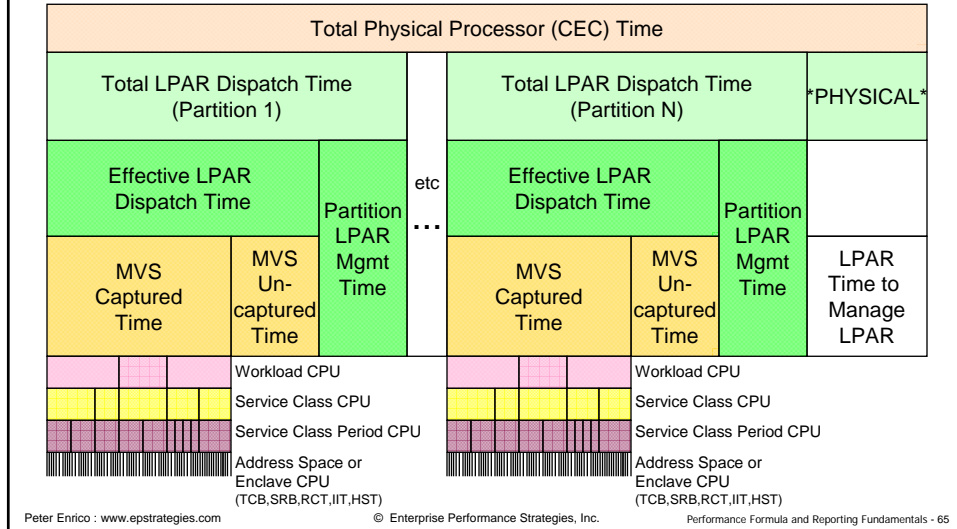 Total Physical Processor (CEC) Time
Total LPAR Dispatch Time
(Partition 1)
Total LPAR Dispatch Time
(Partition N)
*PHYSICAL*
Effective LPAR
Dispatch Time
Partition
LPAR
Mgmt
Time
etc
...
Effective LPAR
Dispatch Time
Partition
LPAR
Mgmt
Time
MVS
Captured
Time
MVS
Un-
captured
Time
MVS
Captured
Time
MVS
Un-
captured
Time
LPAR
Time to
Manage
LPAR
Workload CPU
Service Class CPU
Service Class Period CPU
Address Space or
Enclave CPU
(TCB,SRB,RCT,IIT,HST)
Workload CPU
Service Class CPU
Service Class Period CPU
Address Space or
Enclave CPU
(TCB,SRB,RCT,IIT,HST)
Peter Enrico : www.epstrategies.com
© Enterprise Performance Strategies, Inc.
Performance Formula and Reporting Fundamentals - 65